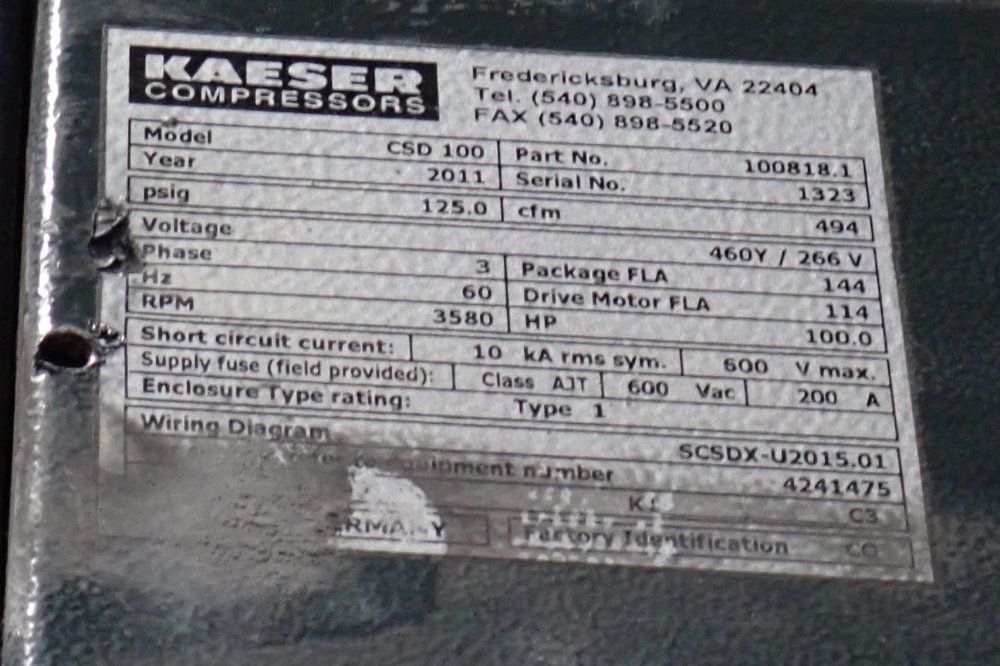 KAESER
COMPRESSORS
Fredericksburg, VA 22404
Tel. (540) 898-5500
FAX (540) 898-5520
Model CSD 100 Part No. 100818.1
Year 2011 Serial No. 1323
psig 125.0 cfm 494
Voltage 460Y / 266 V
Phase 3 Package FLA 144
Hz 60 Drive Motor FLA 114
RPM 3580 HP 100.0
Short circuit current: 10 kA rms sym. 600 V max.
Supply fuse (field provided): Class AJT 600 Vac 200 A
Enclosure Type rating: Type 1
Wiring Diagram SCSDX-U2015.01
equipment number 4241475
C3
Factory Identification